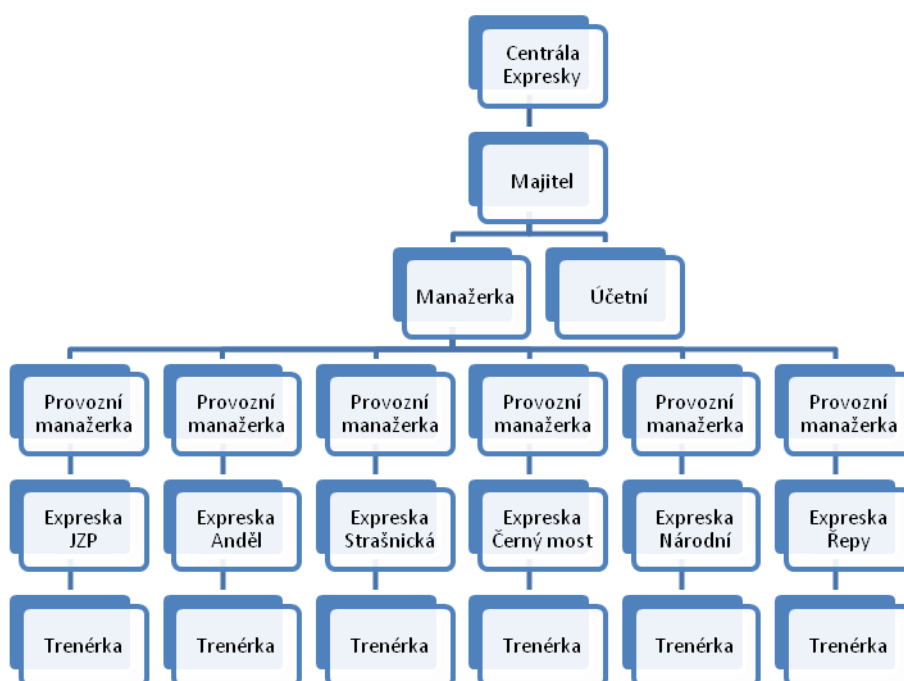 Centrála
Expresky
Majitel
Manažerka
Účetní
Provozní
manažerka
Provozní
manažerka
Provozní
manažerka
Provozní
manažerka
Provozní
manažerka
Provozní
manažerka
Expreska
JZP
Expreska
Anděl
Expreska
Strašnická
Expreska
Černý most
Expreska
Národní
Expreska
Řepy
Trenérka
Trenérka
Trenérka
Trenérka
Trenérka
Trenérka